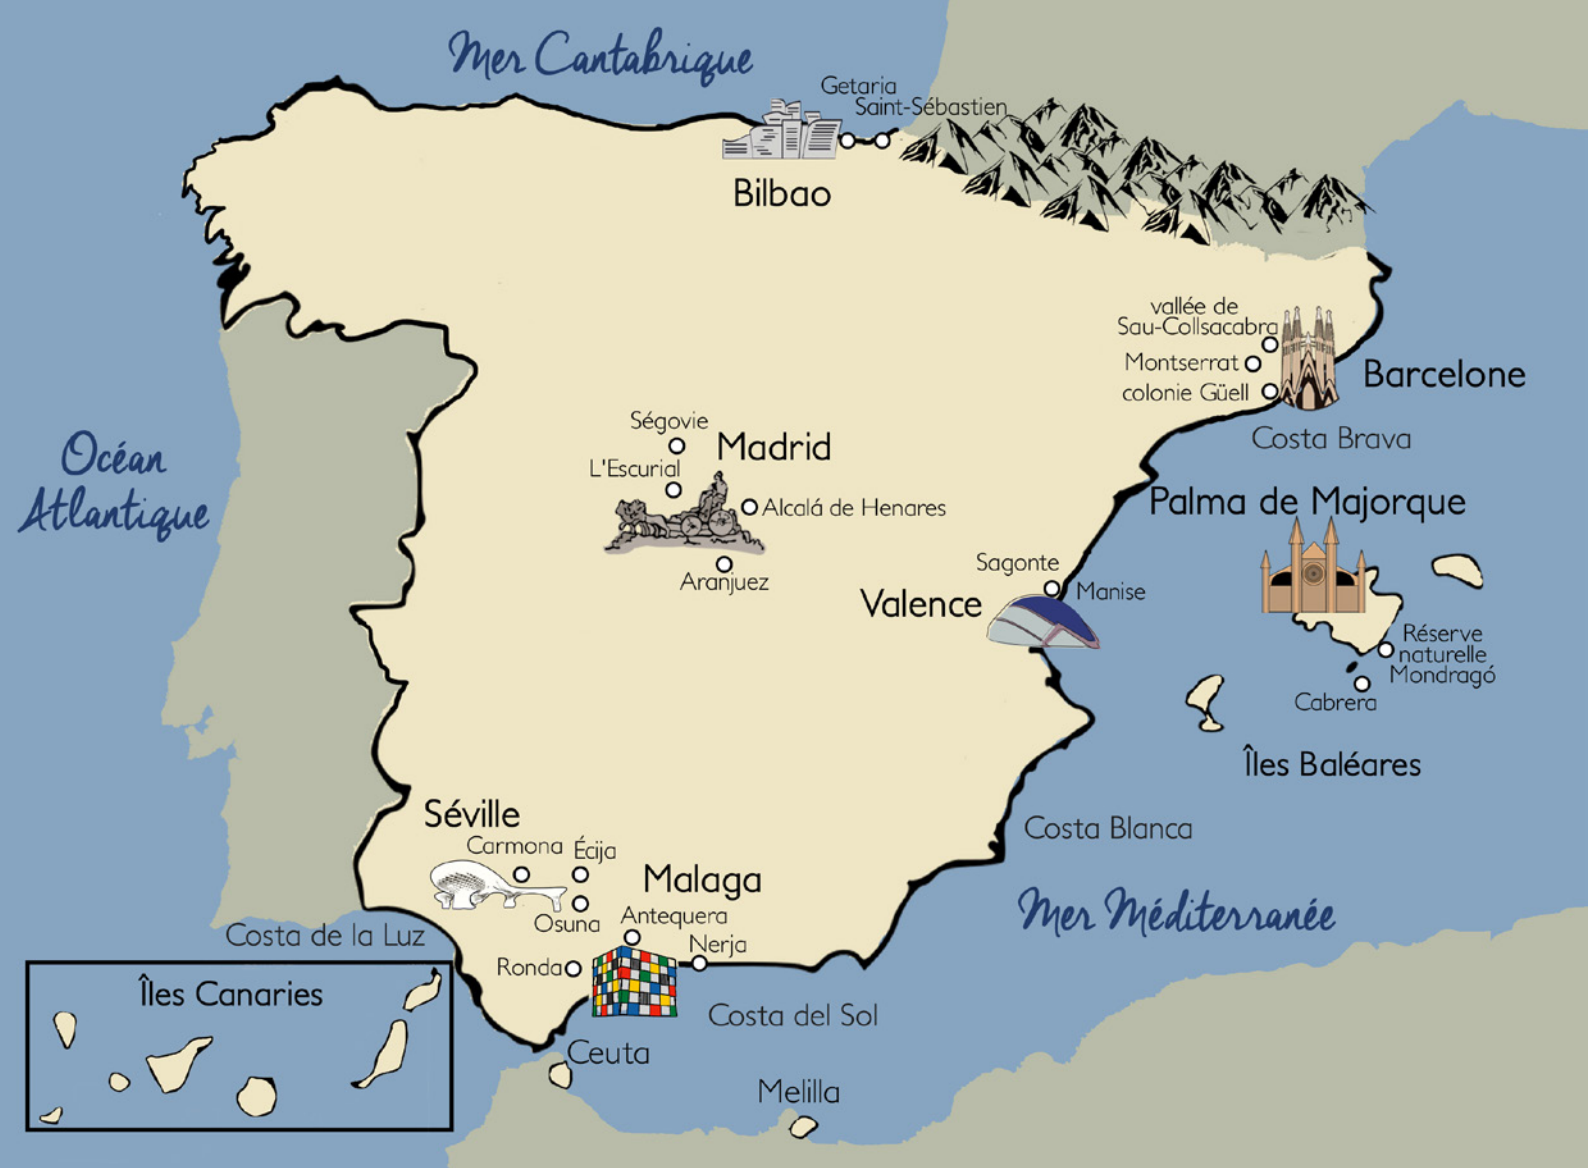 Mer Cantabrique
Getaria
Saint-Sébastien
Bilbao
vallée de
Sau-Collsacabra
Montserrat
colonie Güell
Barcelone
Costa Brava
Océan
Atlantique
Ségovie
Madrid
L'Escurial
Alcalá de Henares
Aranjuez
Palma de Majorque
Sagonte
Manise
Valence
Réserve
naturelle
Mondragó
Cabrera
Îles Baléares
Séville
Carmona
Écija
Osuna
Malaga
Antequera
Nerja
Ronda
Costa Blanca
Mer Méditerranée
Costa de la Luz
Îles Canaries
Costa del Sol
Ceuta
Melilla